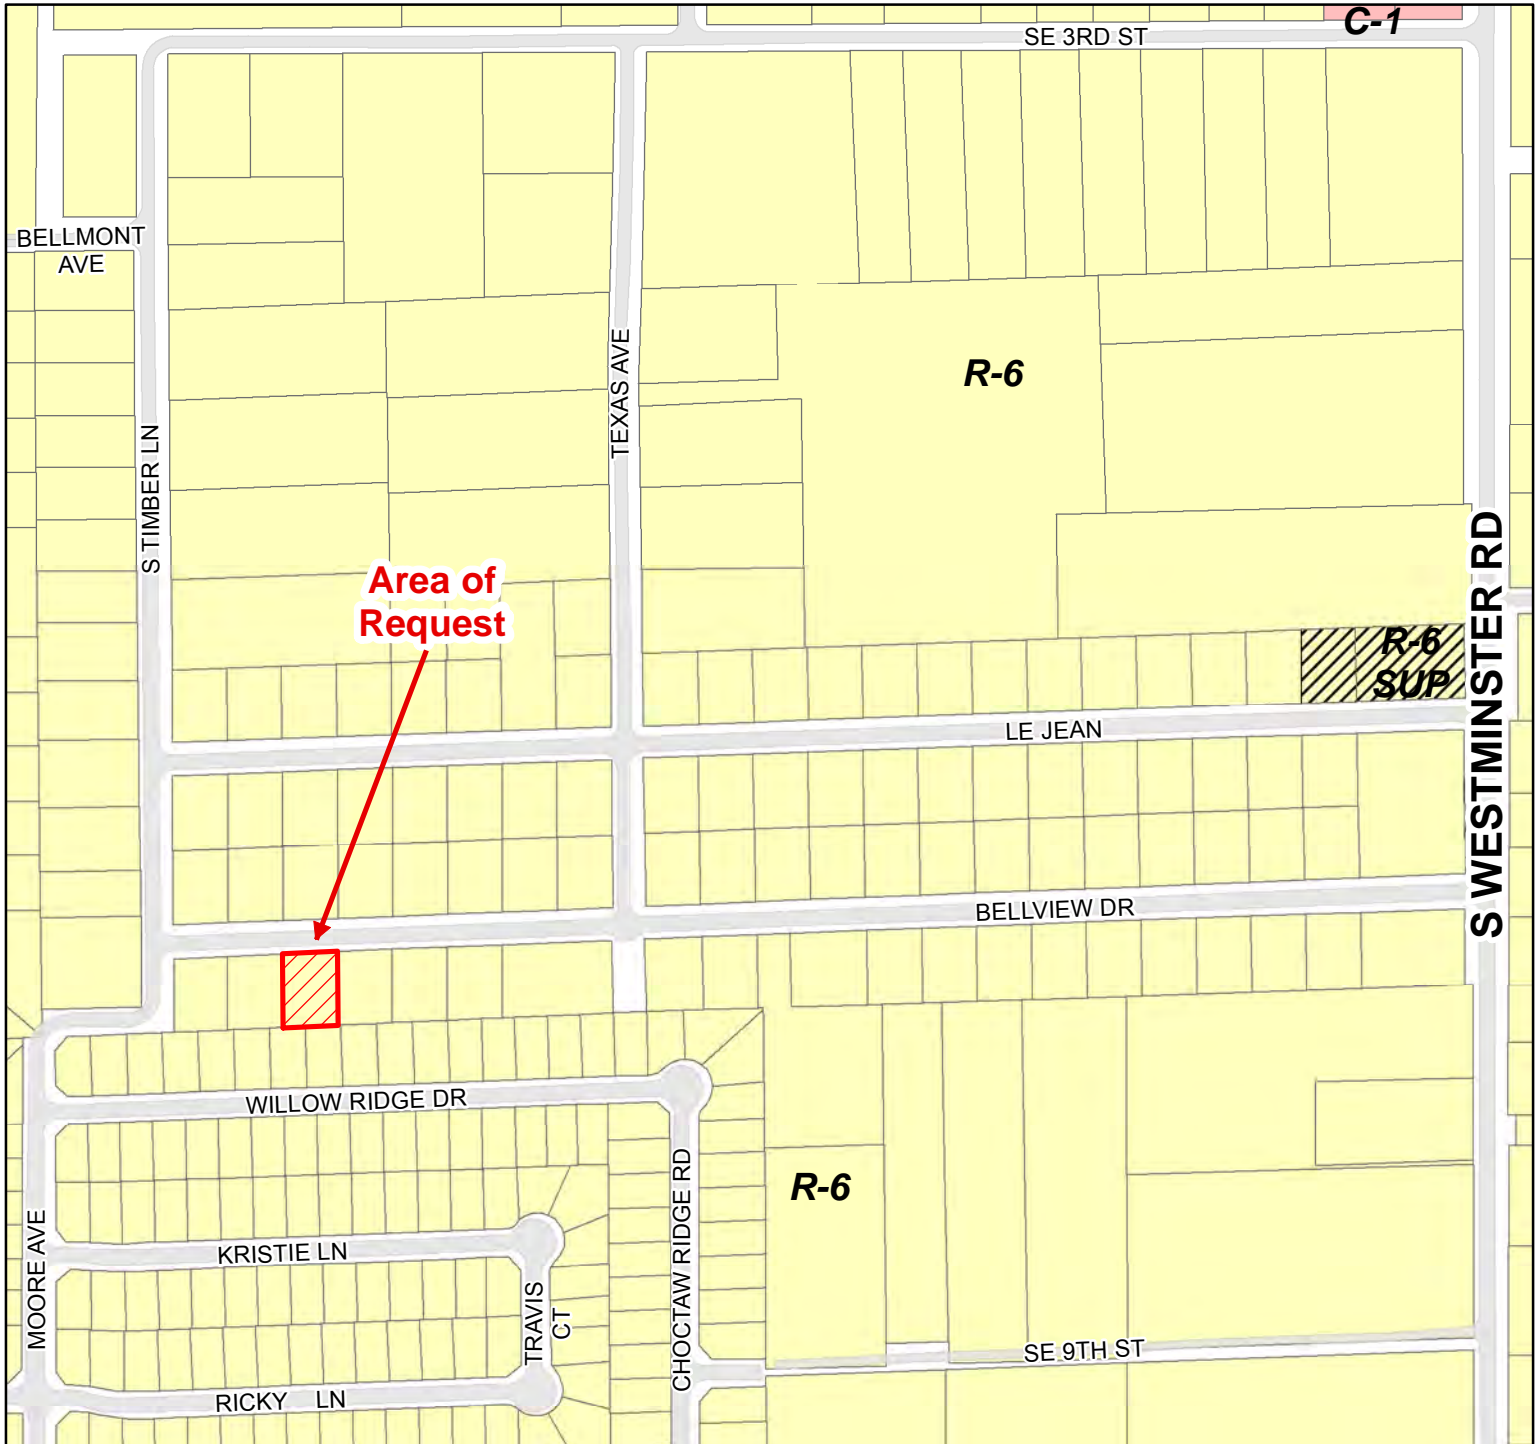 C-1
SE 3RD ST
BELLMONT
AVE
TEXAS AVE
R-6
S TIMBER LN
Area of
Request
S WESTMINSTER RD
R-6
SUP
LE JEAN
BELLVIEW DR
WILLOW RIDGE DR
CHOCTAW RIDGE RD
R-6
MOORE AVE
KRISTIE LN
TRAVIS
CT
SE 9TH ST
RICKY LN